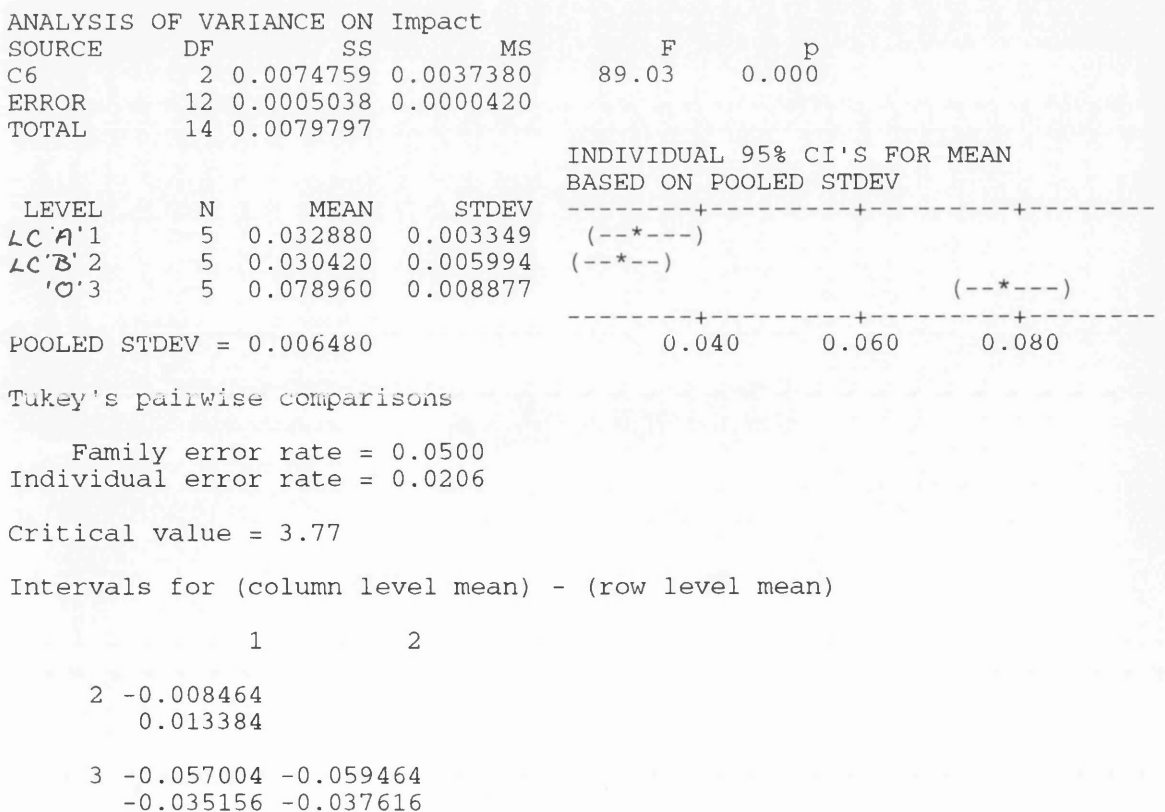 ANALYSIS OF VARIANCE ON Impact
SOURCE DF SS MS F p
C6 2 0.0074759 0.0037380 89.03 0.000
ERROR 12 0.0005038 0.0000420
TOTAL 14 0.0079797
INDIVIDUAL 95% CI'S FOR MEAN
BASED ON POOLED STDEV
LEVEL N MEAN STDEV --------+---------+---------+--------
LC'A'1 5 0.032880 0.003349 (--*---)
LC'B' 2 5 0.030420 0.005994 (--*--)
'O'3 5 0.078960 0.008877 (--*---)
--------+---------+---------+--------
POOLED STDEV = 0.006480 0.040 0.060 0.080
Tukey's pairwise comparisons
Family error rate = 0.0500
Individual error rate = 0.0206
Critical value = 3.77
Intervals for (column level mean) - (row level mean)
1 2
2 -0.008464
0.013384
3 -0.057004 -0.059464
-0.035156 -0.037616